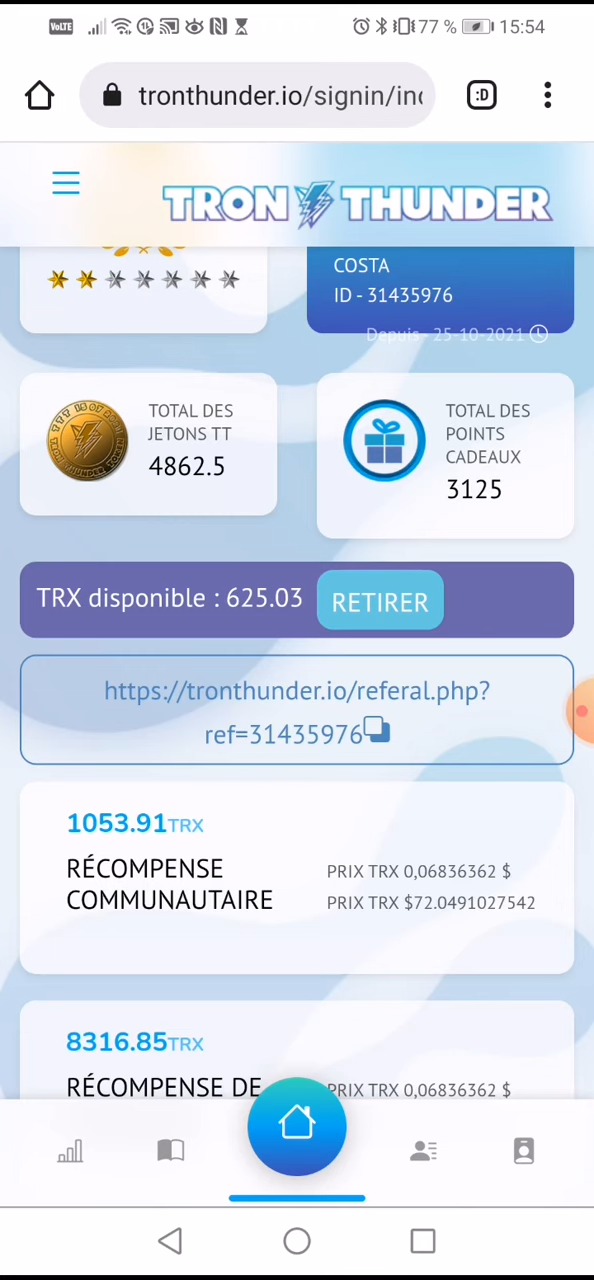 VoLTE 77 % 15:54
tronthunder.io/signin/in
:D
TRON THUNDER
COSTA
ID - 31435976
Depuis - 25-10-2021
TOTAL DES
JETONS TT
4862.5
TOTAL DES
POINTS
CADEAUX
3125
TRX disponible : 625.03
RETIRER
https://tronthunder.io/referal.php?
ref=31435976
1053.91TRX
RÉCOMPENSE
COMMUNAUTAIRE
PRIX TRX 0,06836362 $
PRIX TRX $72.0491027542
8316.85TRX
RÉCOMPENSE DE
PRIX TRX 0,06836362 $